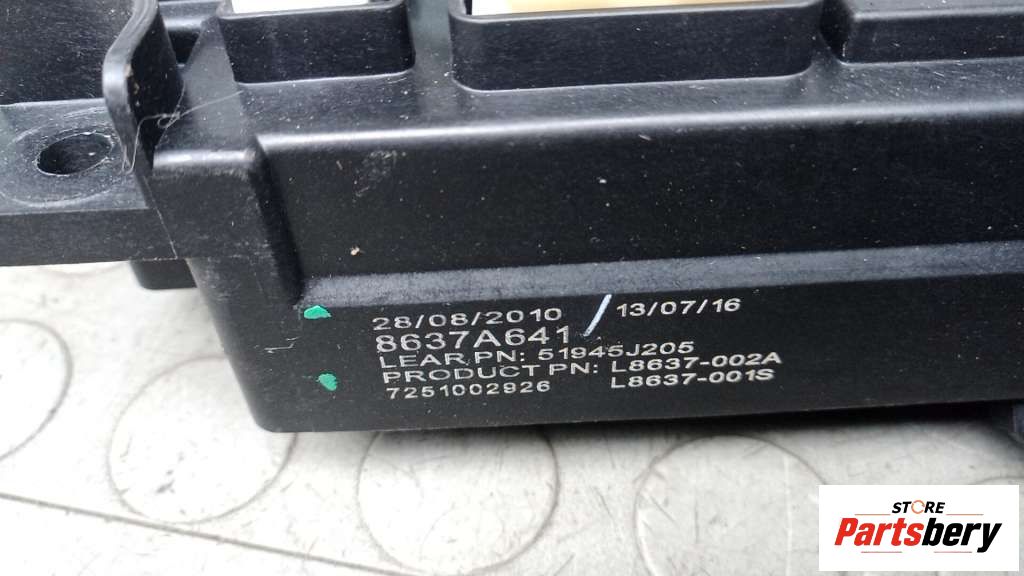 28/08/2010 / 13/07/16
8637A641
LEAR PN: 51945J205
PRODUCT PN: L8637-002A
7251002926 L8637-001S
STORE
Partsbery